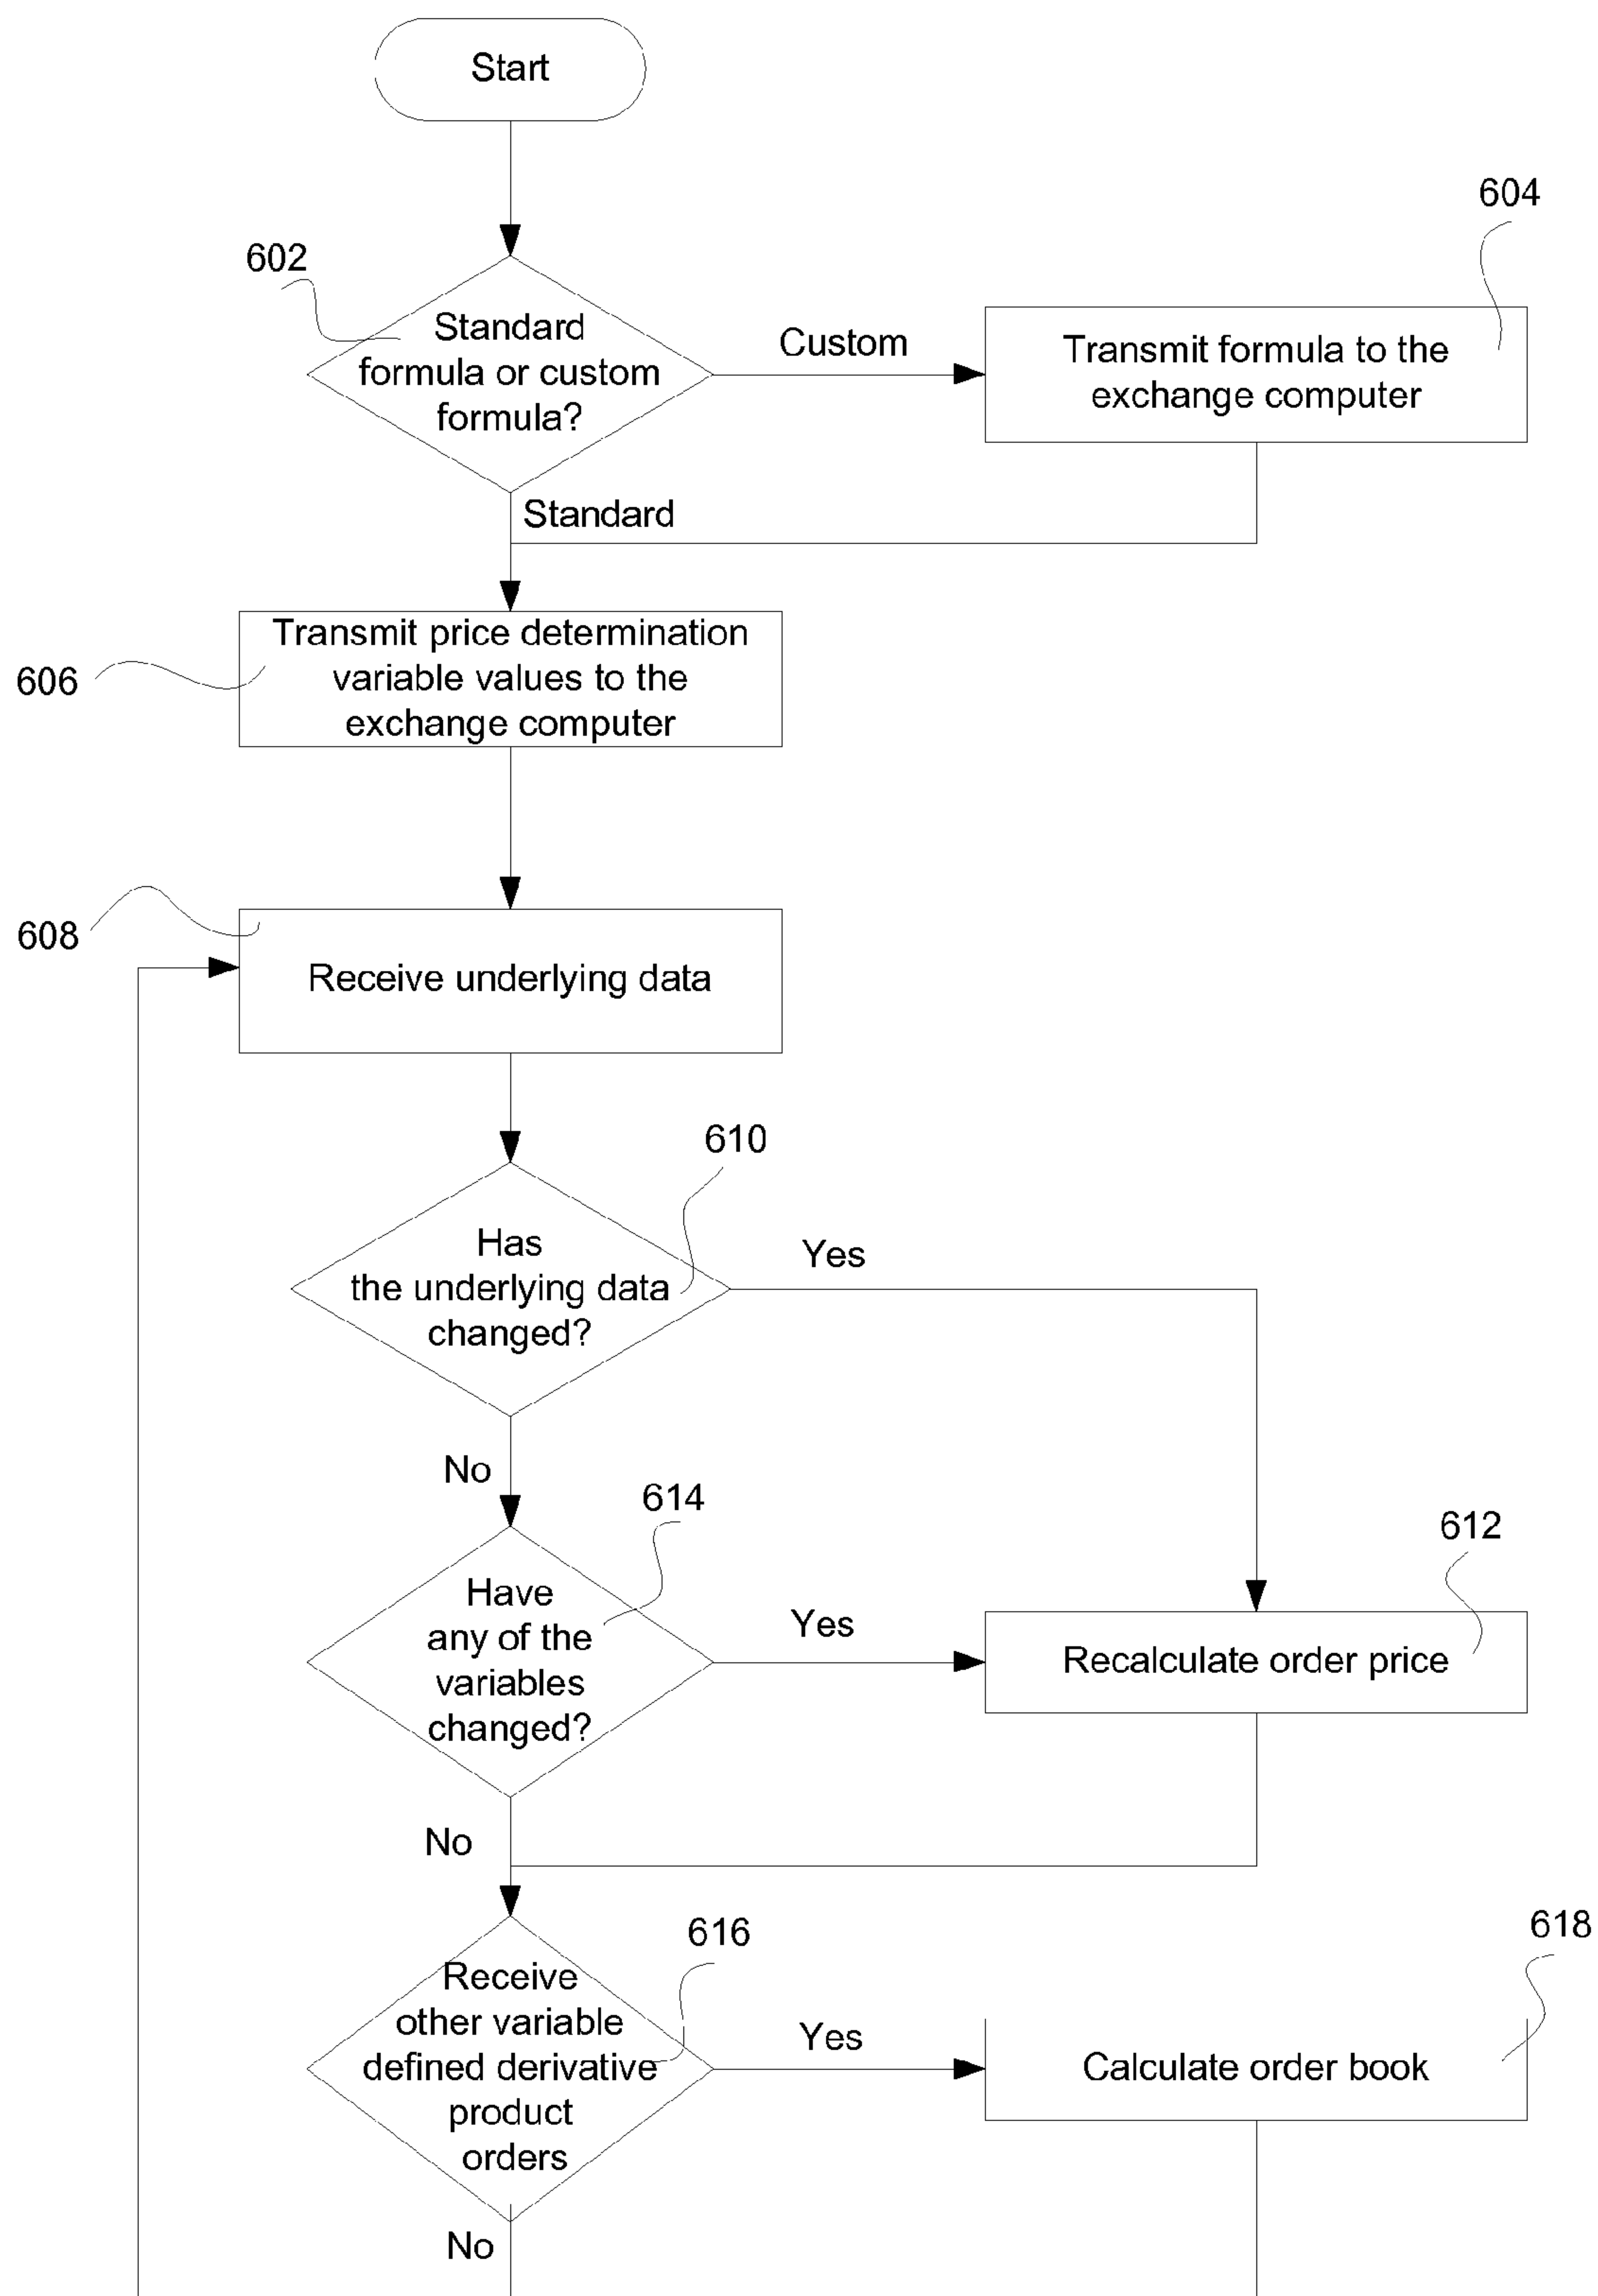 Start
602
Standard
formula or custom
formula?
Custom
604
Transmit formula to the
exchange computer
Standard
606
Transmit price determination
variable values to the
exchange computer
608
Receive underlying data
610
Has
the underlying data
changed?
Yes
No
614
Have
any of the
variables
changed?
Yes
612
Recalculate order price
No
616
Receive
other variable
defined derivative
product
orders
Yes
618
Calculate order book
No